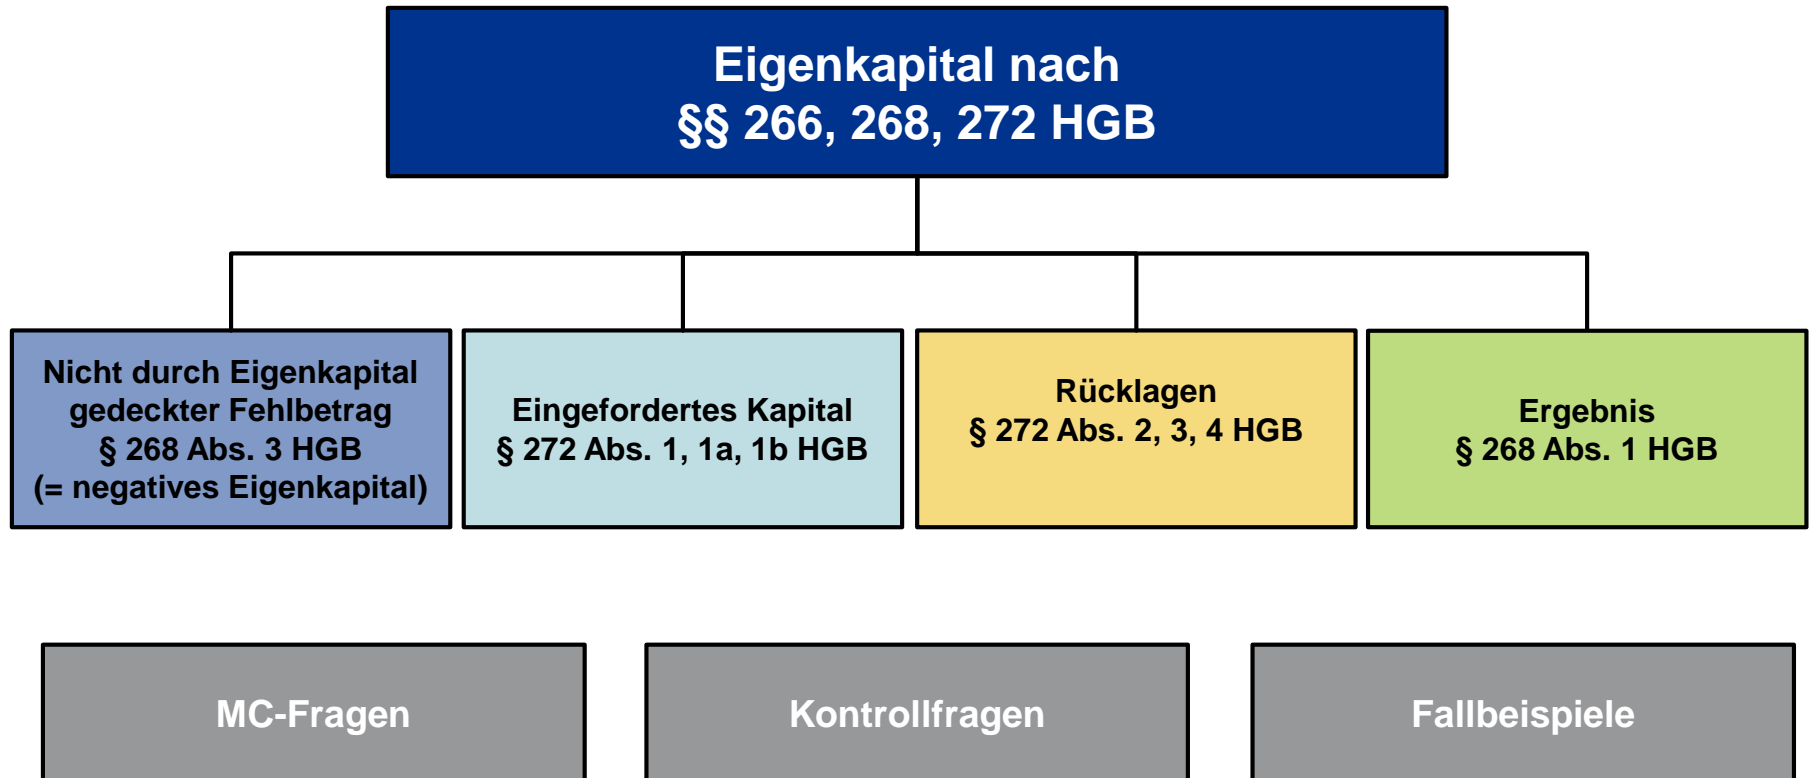 Eigenkapital nach
§§ 266, 268, 272 HGB
Nicht durch Eigenkapital
gedeckter Fehlbetrag
§ 268 Abs. 3 HGB
(= negatives Eigenkapital)
Eingefordertes Kapital
§ 272 Abs. 1, 1a, 1b HGB
Rücklagen
§ 272 Abs. 2, 3, 4 HGB
Ergebnis
§ 268 Abs. 1 HGB
MC-Fragen
Kontrollfragen
Fallbeispiele